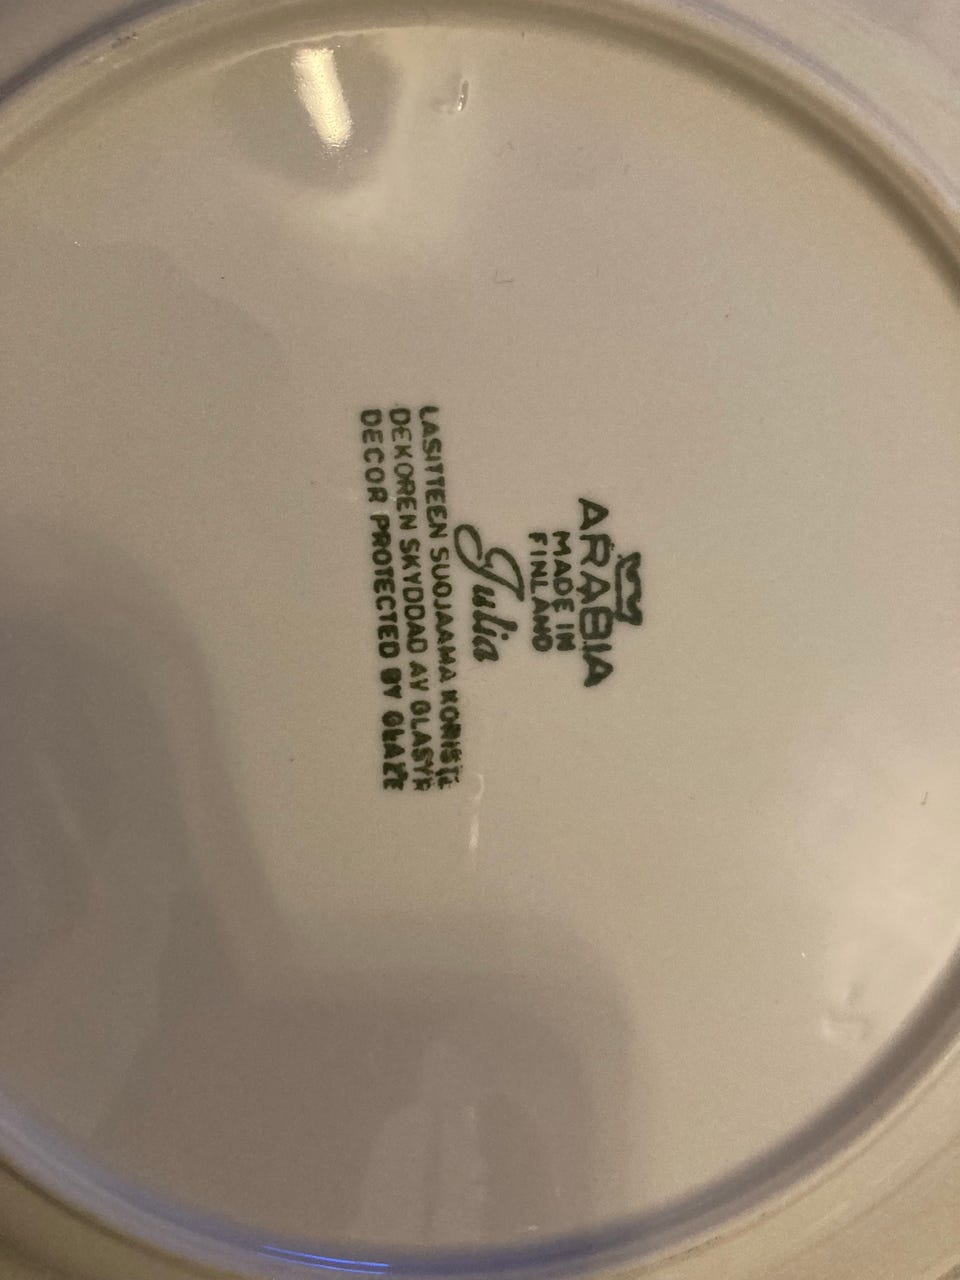 ARABIA
MADE IN
FINLAND
Julia
LASITTEEN SUOJAAMA KORISTE
DEKOREN SKYDDAD AV GLASYR
DECOR PROTECTED BY GLAZE